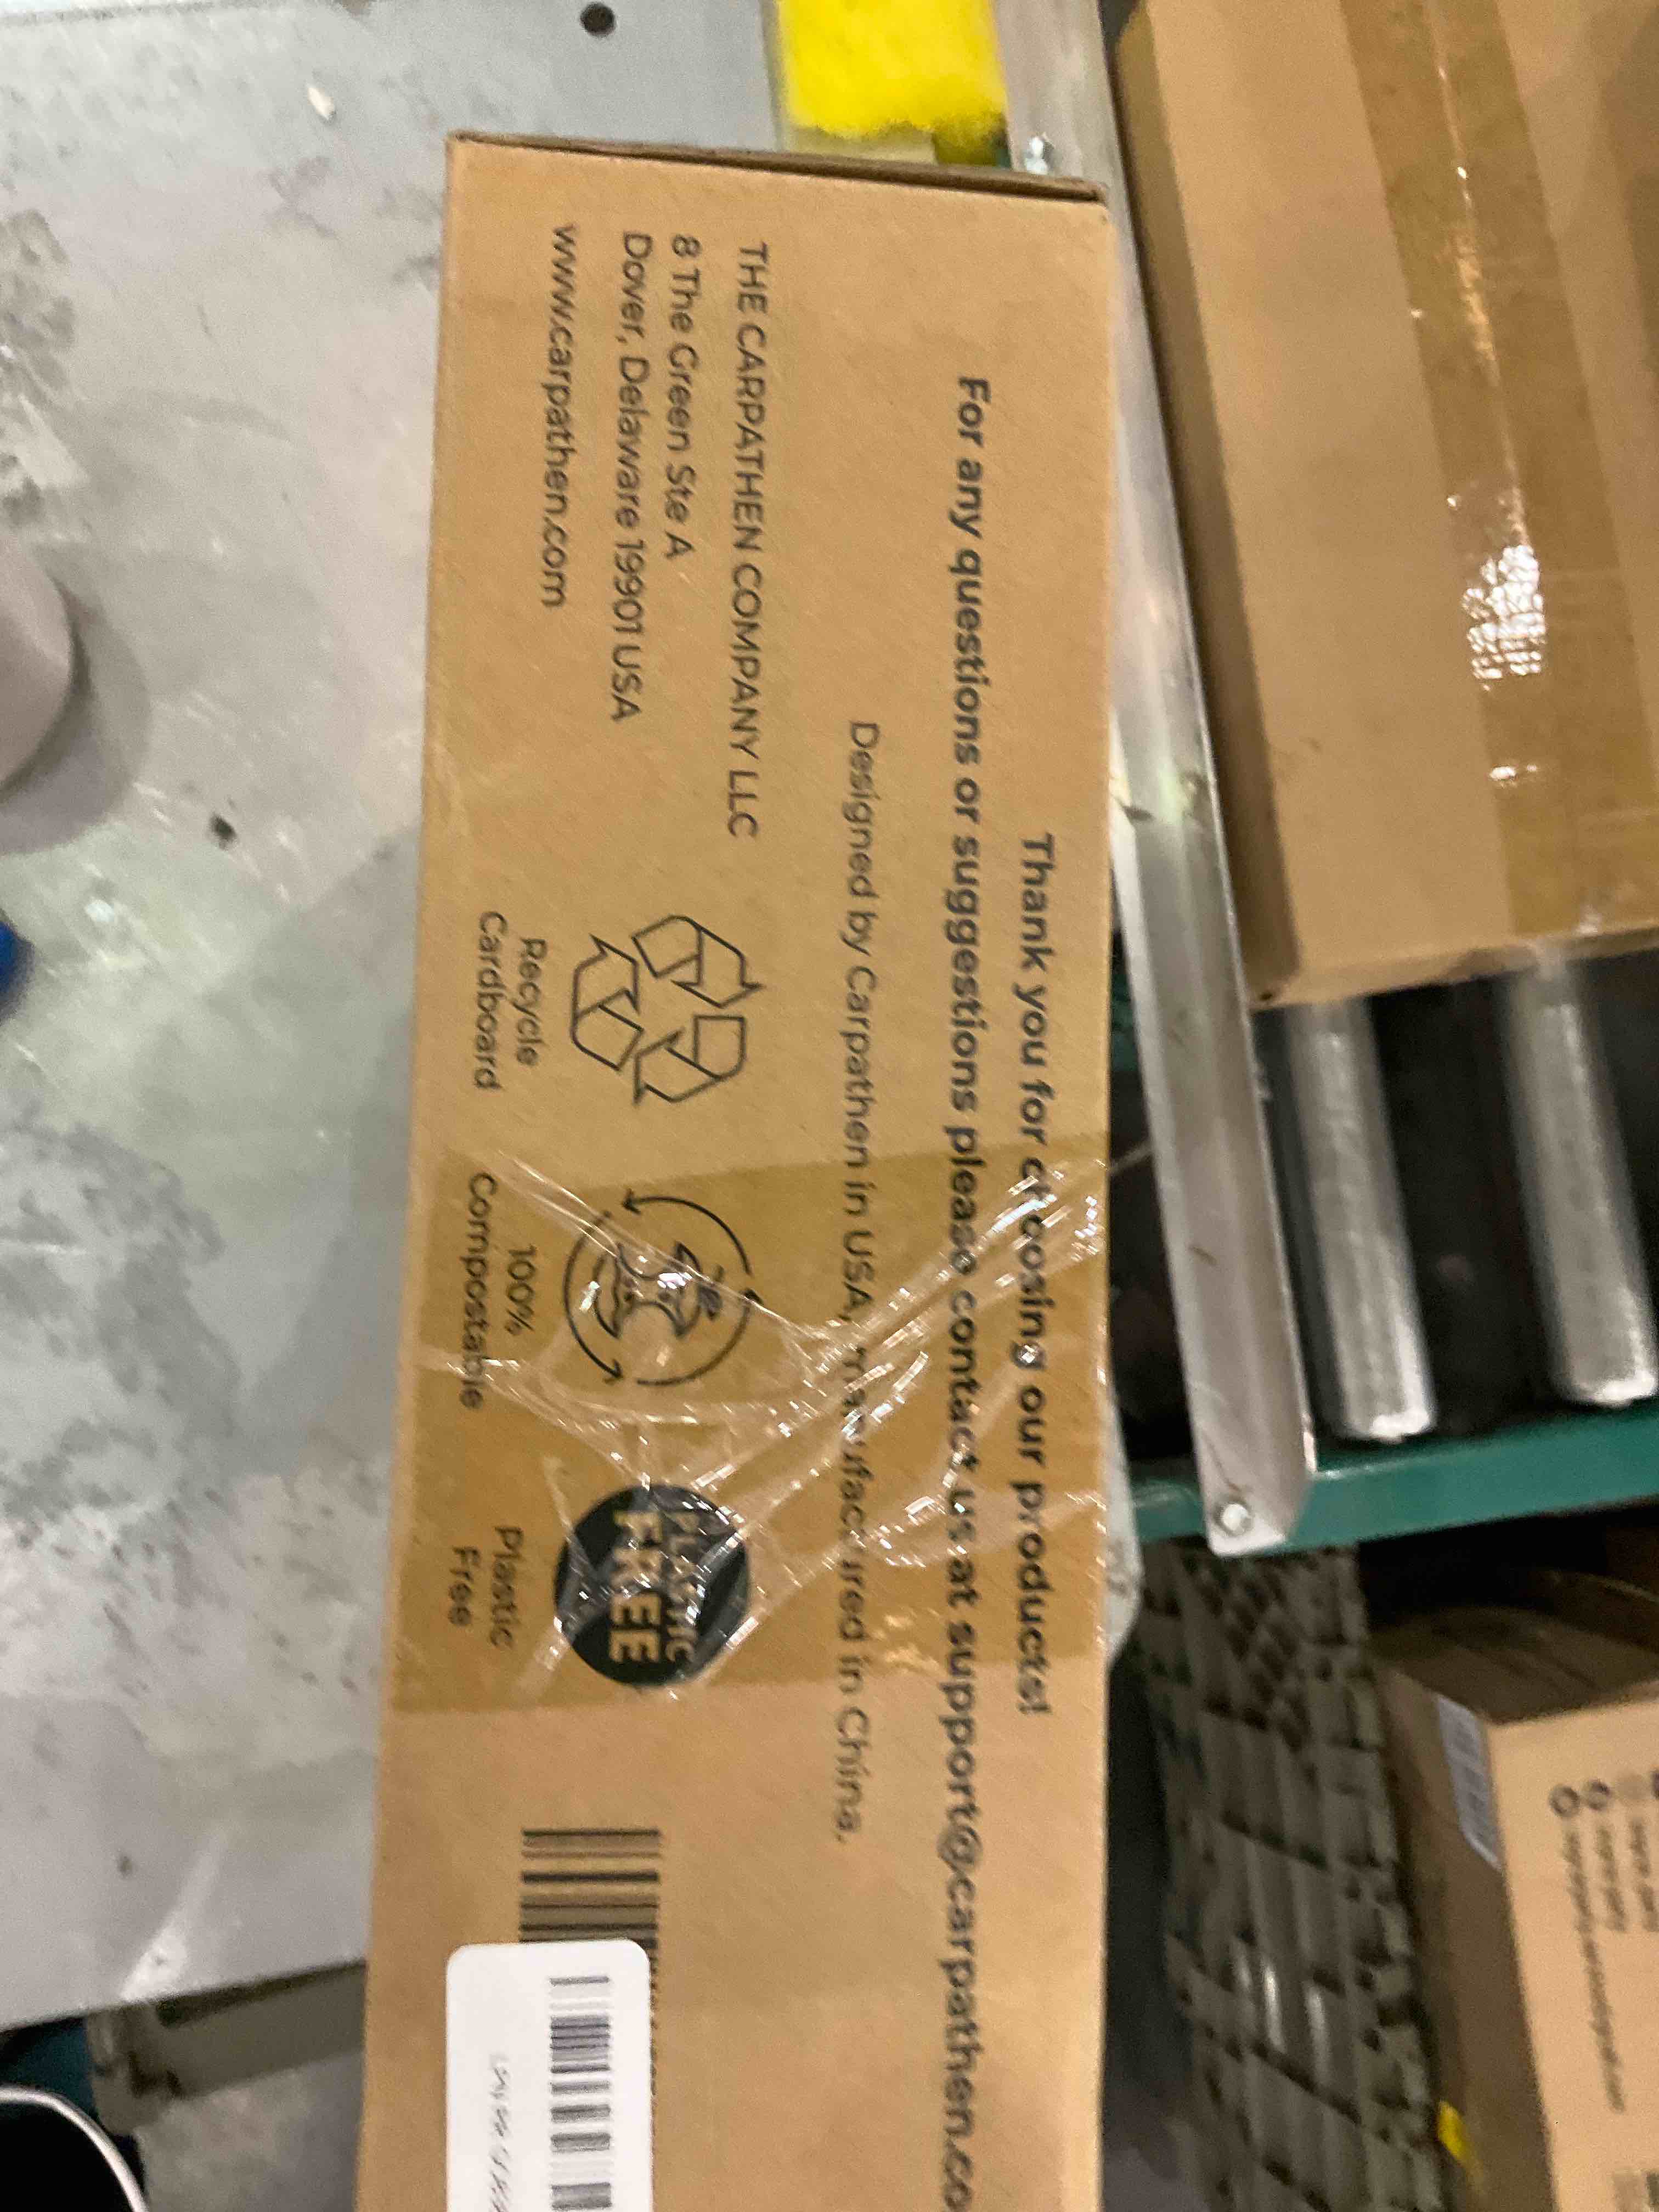 Thank you for choosing our products!
For any questions or suggestions please contact us at support@carpathen.co
Designed by Carpathen in USA, manufactured in China.
THE CARPATHEN COMPANY LLC
8 The Green Ste A
Dover, Delaware 19901 USA
www.carpathen.com
Recycle
Cardboard
100%
Compostable
PLASTIC
FREE
Plastic
Free